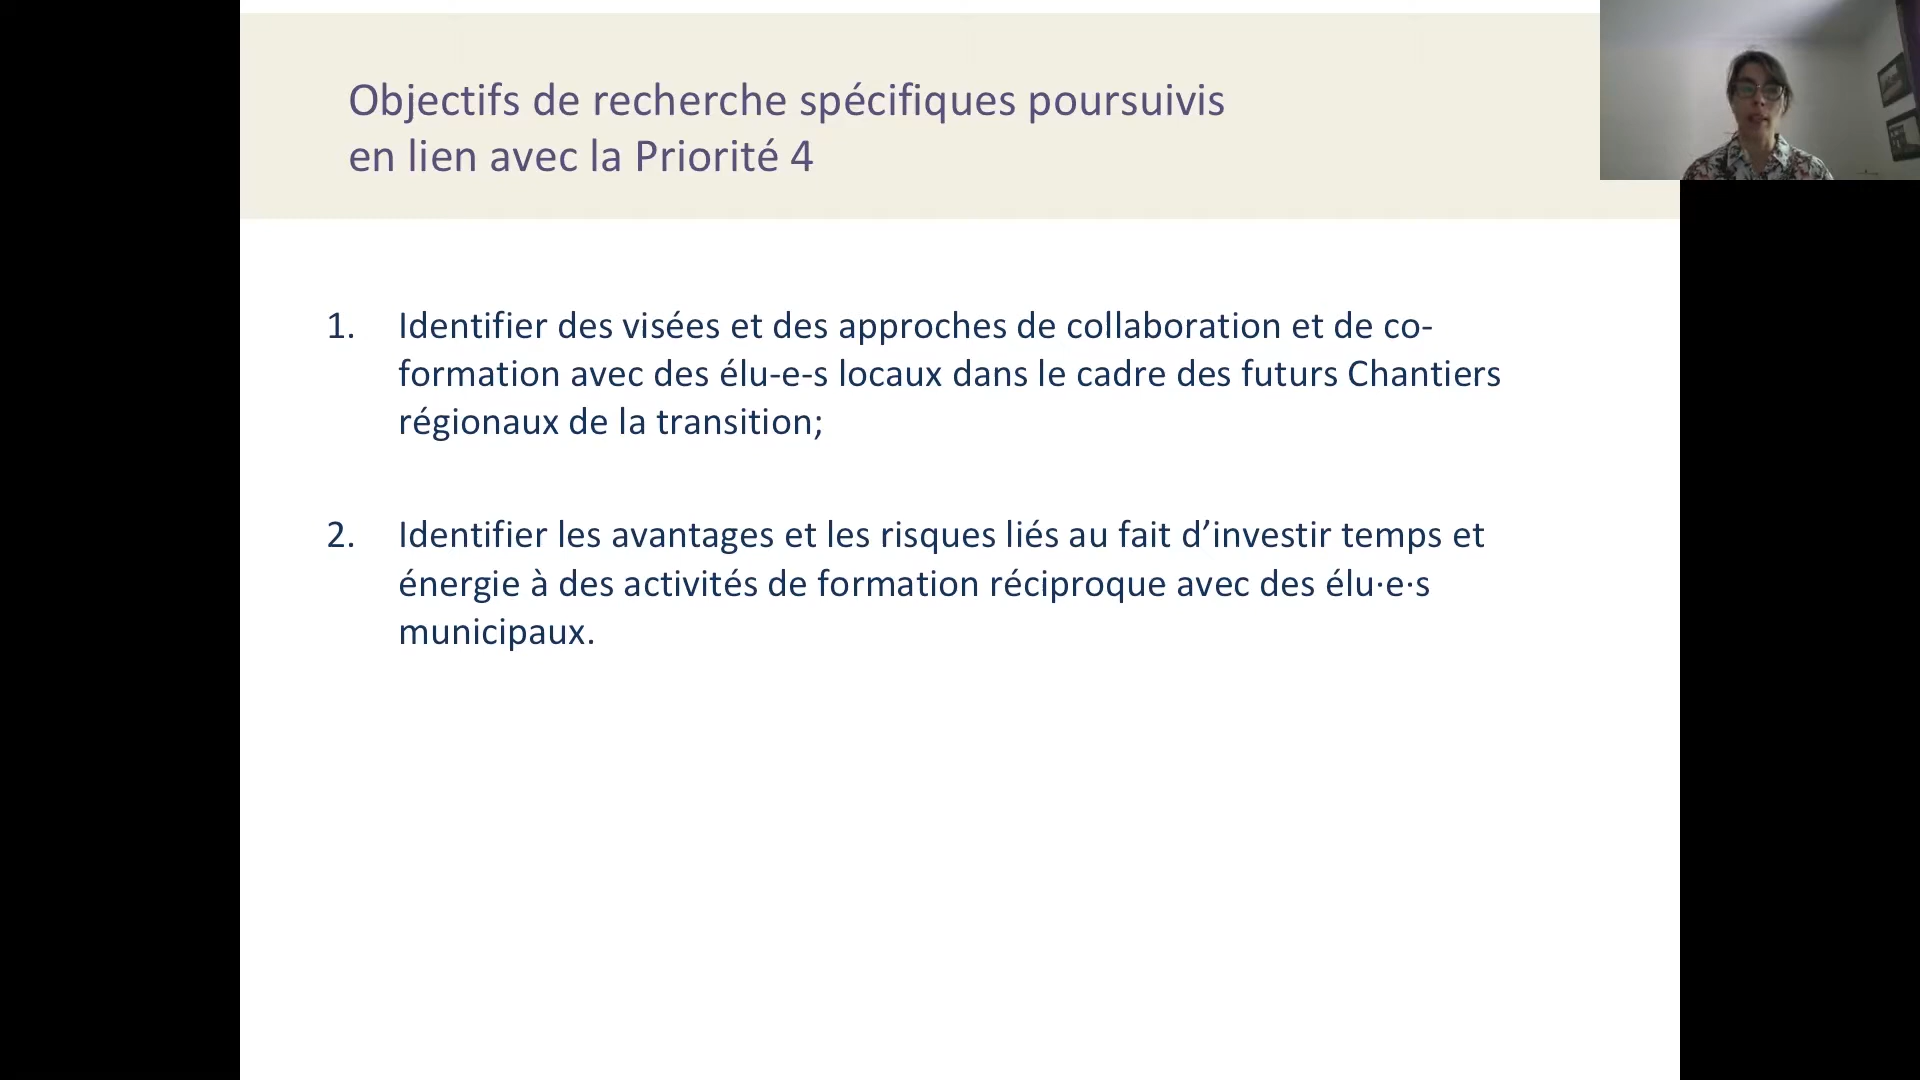 Objectifs de recherche spécifiques poursuivis
en lien avec la Priorité 4
1. Identifier des visées et des approches de collaboration et de co-
formation avec des élu-e-s locaux dans le cadre des futurs Chantiers
régionaux de la transition;
2. Identifier les avantages et les risques liés au fait d’investir temps et
énergie à des activités de formation réciproque avec des élu·e·s
municipaux.